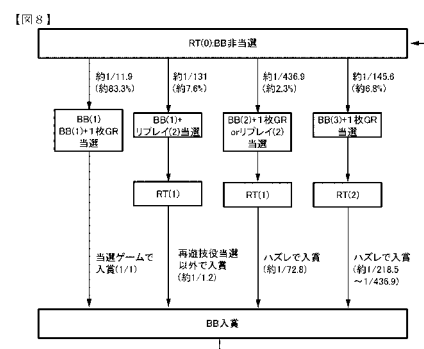 【図8】
RT(0):BB非当選
約1/11.9
(約83.3%)
約1/131
(約7.6%)
約1/436.9
(約2.3%)
約1/145.6
(約6.8%)
BB(1)
BB(1)+1枚GR
当選
BB(1)+
リプレイ(2)当選
BB(2)+1枚GR
orリプレイ(2)
当選
BB(3)+1枚GR
当選
RT(1)
RT(1)
RT(2)
当選ゲームで
入賞(1/1)
再遊技役当選
以外で入賞
(約1/1.2)
ハズレで入賞
(約1/72.8)
ハズレで入賞
(約1/218.5
～1/436.9)
BB入賞